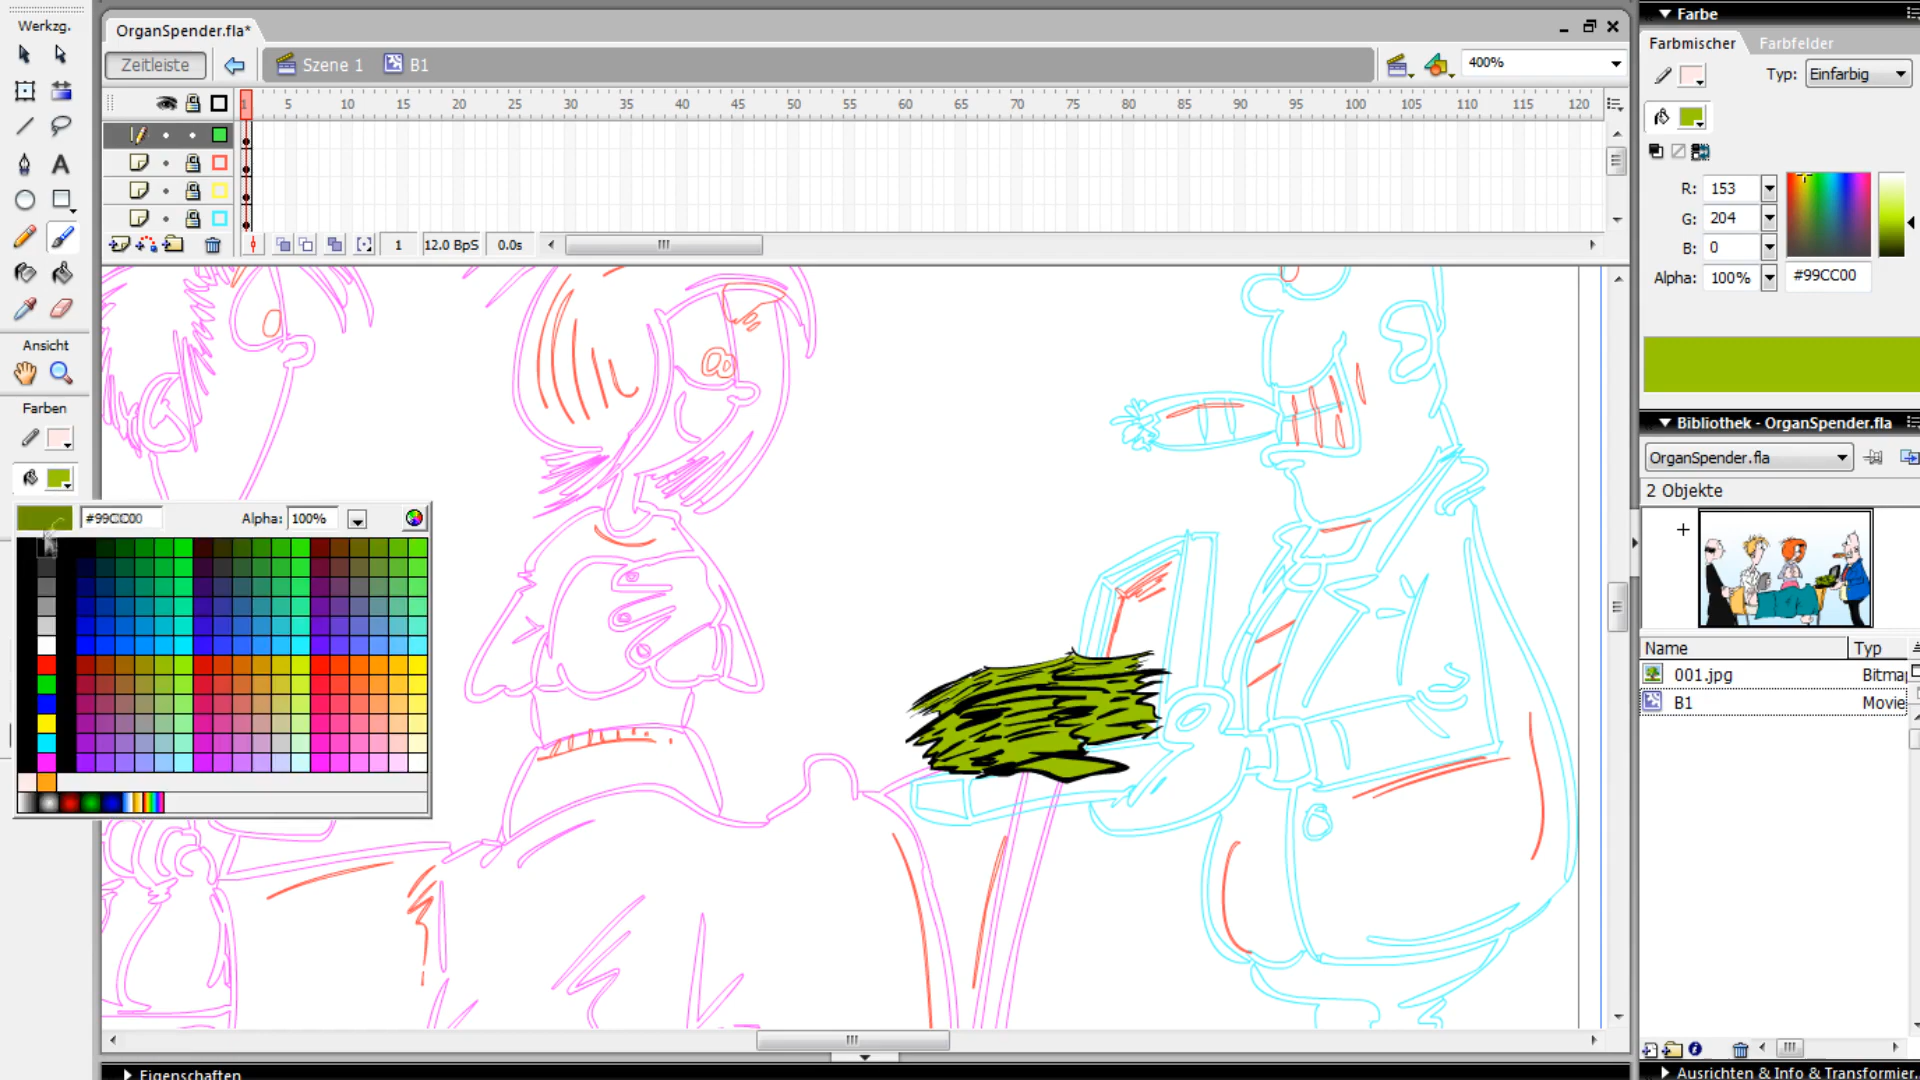 Werkzg.
OrganSpender.fla*
Zeitleiste
Szene 1
B1
400%
1 5 10 15 20 25 30 35 40 45 50 55 60 65 70 75 80 85 90 95 100 105 110 115 120
1
12.0 BpS
0.0s
Ansicht
Farben
#99CC00
Alpha: 100%
Eigenschaften
Farbe
Farbmischer
Farbfelder
Typ: Einfarbig
R: 153
G: 204
B: 0
Alpha: 100%
#99CC00
Bibliothek - OrganSpender.fla
OrganSpender.fla
2 Objekte
Name Typ
001.jpg Bitmap
B1 Movie
Ausrichten & Info & Transformier...